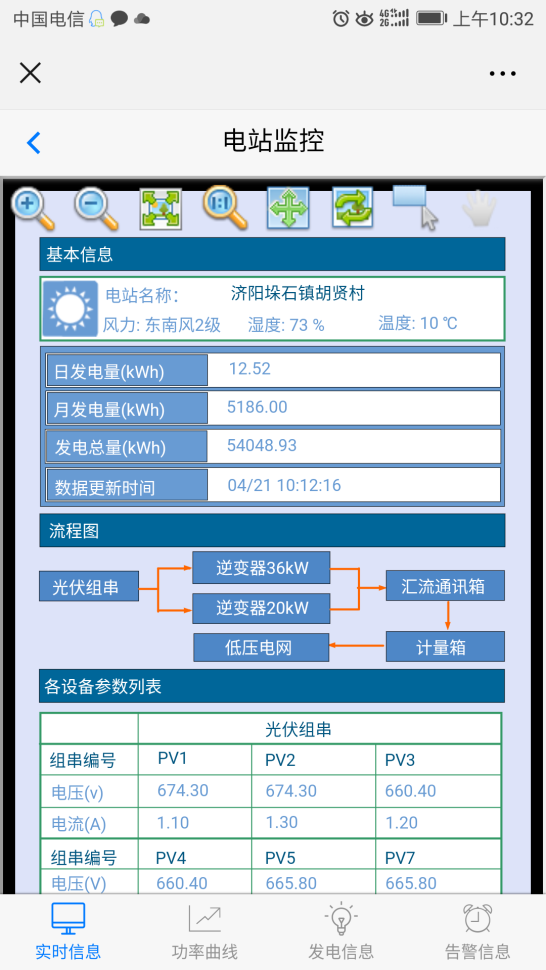 中国电信 4G 2G 上午10:32
电站监控
1:1
基本信息
电站名称: 济阳垛石镇胡贤村
风力: 东南风2级 湿度: 73 % 温度: 10 ℃
日发电量(kWh) 12.52
月发电量(kWh) 5186.00
发电总量(kWh) 54048.93
数据更新时间 04/21 10:12:16
流程图
逆变器36kW
光伏组串 汇流通讯箱
逆变器20kW
低压电网 计量箱
各设备参数列表
光伏组串
组串编号 PV1 PV2 PV3
电压(v) 674.30 674.30 660.40
电流(A) 1.10 1.30 1.20
组串编号 PV4 PV5 PV7
电压(V) 660.40 665.80 665.80
实时信息 功率曲线 发电信息 告警信息